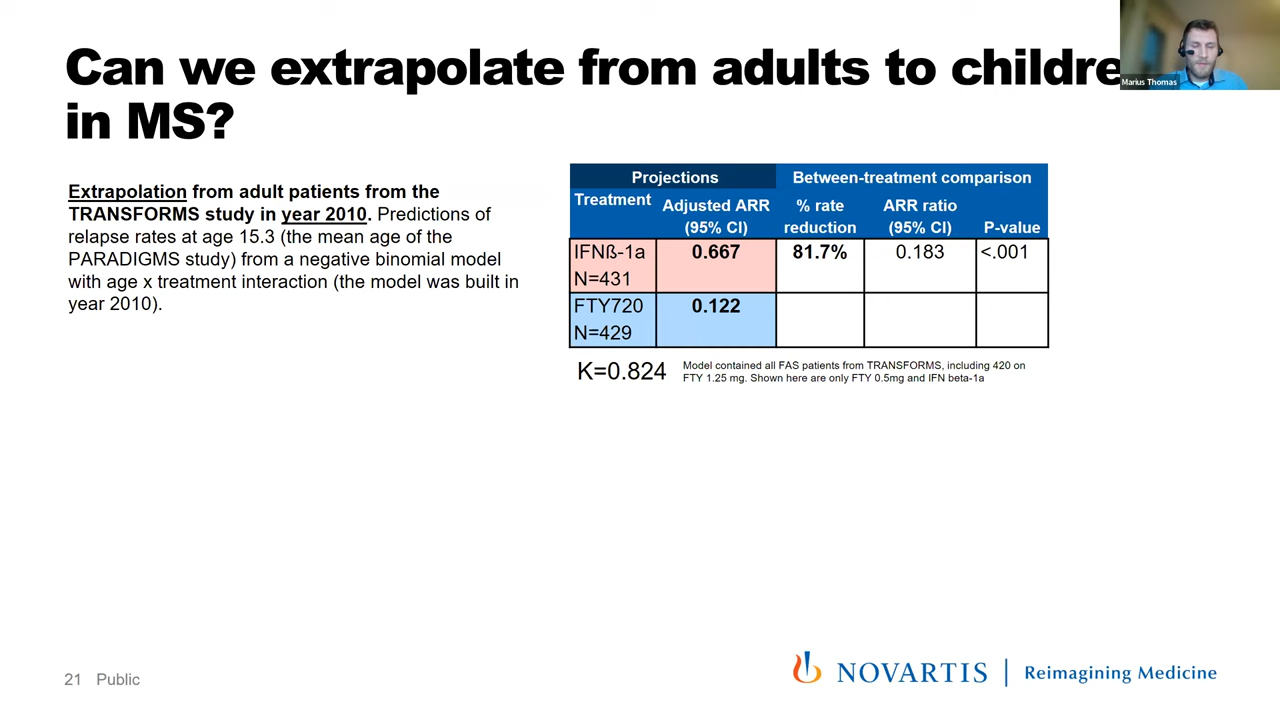 Can we extrapolate from adults to childre
in MS?
Marius Thomas
Extrapolation from adult patients from the
TRANSFORMS study in year 2010. Predictions of
relapse rates at age 15.3 (the mean age of the
PARADIGMS study) from a negative binomial model
with age x treatment interaction (the model was built in
year 2010).
Projections Between-treatment comparison
Treatment Adjusted ARR % rate ARR ratio
(95% CI) reduction (95% CI) P-value
IFNß-1a 0.667 81.7% 0.183 <.001
N=431
FTY720 0.122
N=429
K=0.824
Model contained all FAS patients from TRANSFORMS, including 420 on
FTY 1.25 mg. Shown here are only FTY 0.5mg and IFN beta-1a
21 Public
NOVARTIS Reimagining Medicine